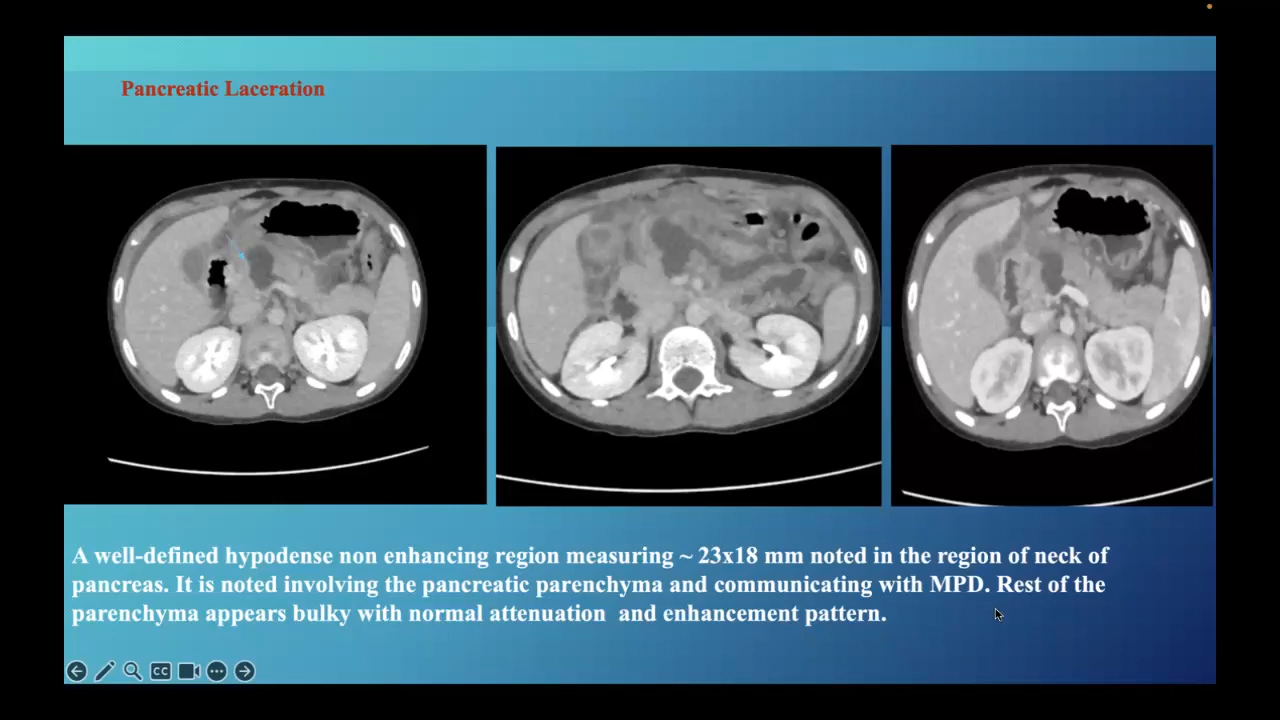 Pancreatic Laceration
A well-defined hypodense non enhancing region measuring ~ 23x18 mm noted in the region of neck of
pancreas. It is noted involving the pancreatic parenchyma and communicating with MPD. Rest of the
parenchyma appears bulky with normal attenuation and enhancement pattern.
CC